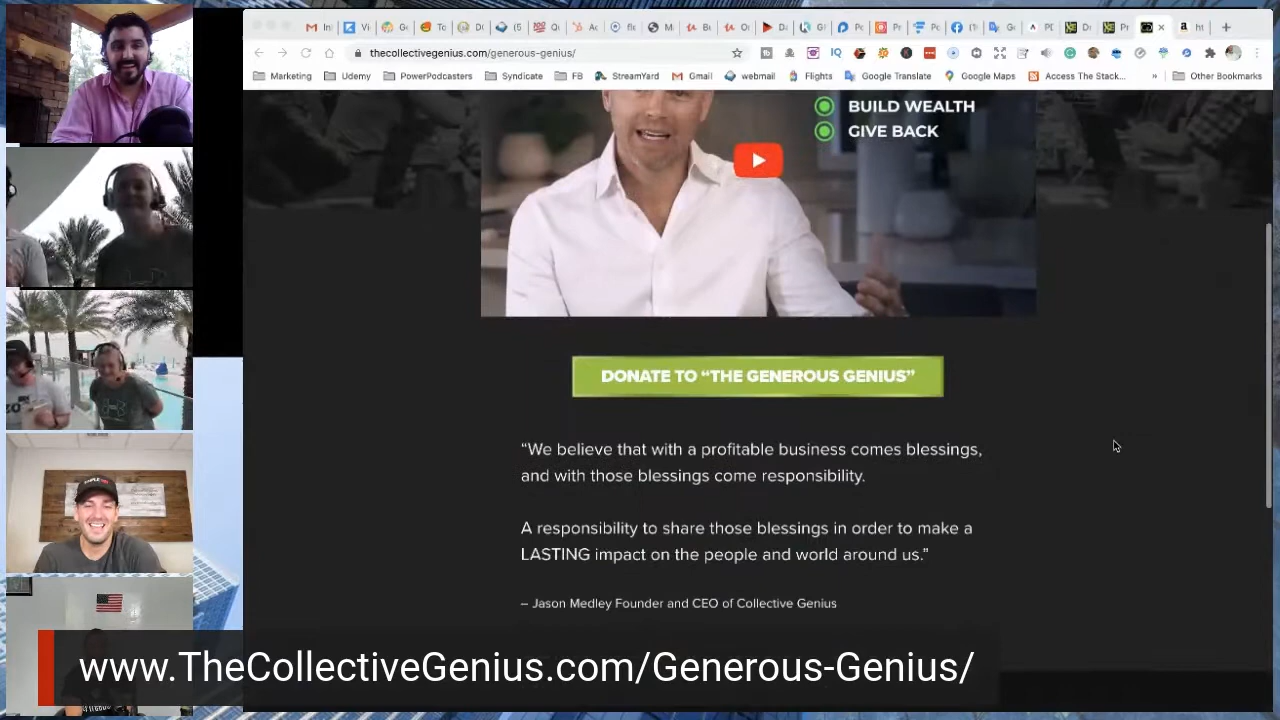 thecollectivegenius.com/generous-genius/
Marketing
Udemy
PowerPodcasters
Syndicate
FB
StreamYard
Gmail
webmail
Flights
Google Translate
Google Maps
Access The Stack...
»
Other Bookmarks
BUILD WEALTH
GIVE BACK
DONATE TO “THE GENEROUS GENIUS”
“We believe that with a profitable business comes blessings,
and with those blessings come responsibility.
A responsibility to share those blessings in order to make a
LASTING impact on the people and world around us.”
– Jason Medley Founder and CEO of Collective Genius
www.TheCollectiveGenius.com/Generous-Genius/